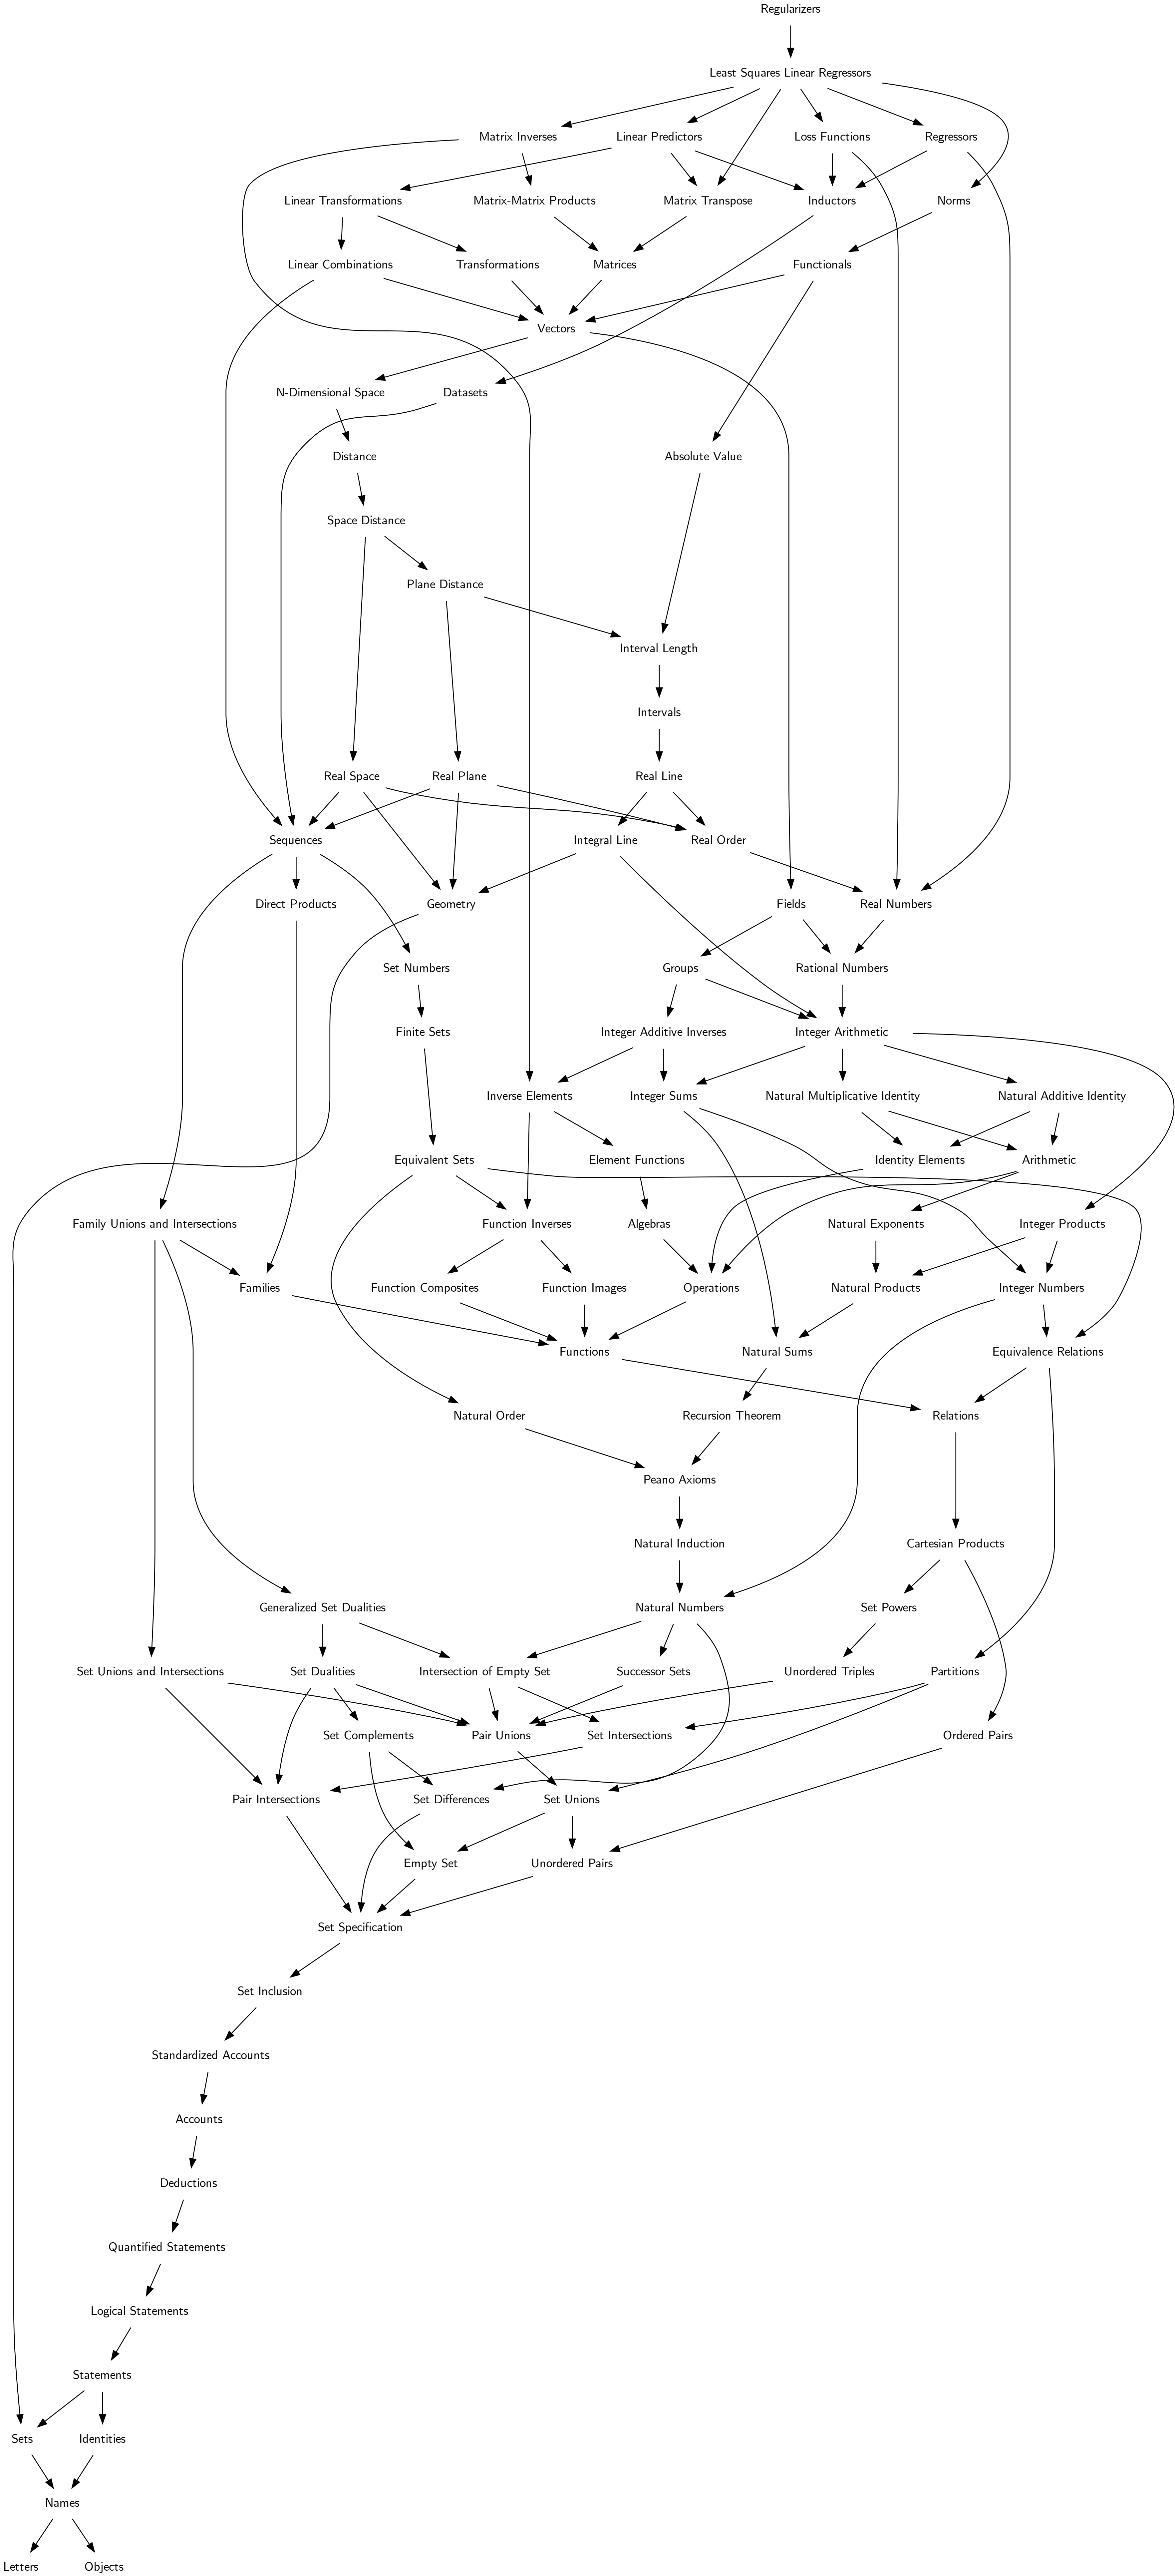 Regularizers
Least Squares Linear Regressors
Matrix Inverses
Linear Predictors
Loss Functions
Regressors
Linear Transformations
Matrix-Matrix Products
Matrix Transpose
Inductors
Norms
Linear Combinations
Transformations
Matrices
Functionals
Vectors
N-Dimensional Space
Datasets
Distance
Absolute Value
Space Distance
Plane Distance
Interval Length
Intervals
Real Space
Real Plane
Real Line
Sequences
Integral Line
Real Order
Direct Products
Geometry
Fields
Real Numbers
Set Numbers
Groups
Rational Numbers
Finite Sets
Integer Additive Inverses
Integer Arithmetic
Inverse Elements
Integer Sums
Natural Multiplicative Identity
Natural Additive Identity
Equivalent Sets
Element Functions
Identity Elements
Arithmetic
Family Unions and Intersections
Function Inverses
Algebras
Natural Exponents
Integer Products
Families
Function Composites
Function Images
Operations
Natural Products
Integer Numbers
Functions
Natural Sums
Equivalence Relations
Natural Order
Recursion Theorem
Relations
Peano Axioms
Natural Induction
Cartesian Products
Generalized Set Dualities
Natural Numbers
Set Powers
Set Unions and Intersections
Set Dualities
Intersection of Empty Set
Successor Sets
Unordered Triples
Partitions
Set Complements
Pair Unions
Set Intersections
Ordered Pairs
Pair Intersections
Set Differences
Set Unions
Empty Set
Unordered Pairs
Set Specification
Set Inclusion
Standardized Accounts
Accounts
Deductions
Quantified Statements
Logical Statements
Statements
Sets
Identities
Names
Letters
Objects